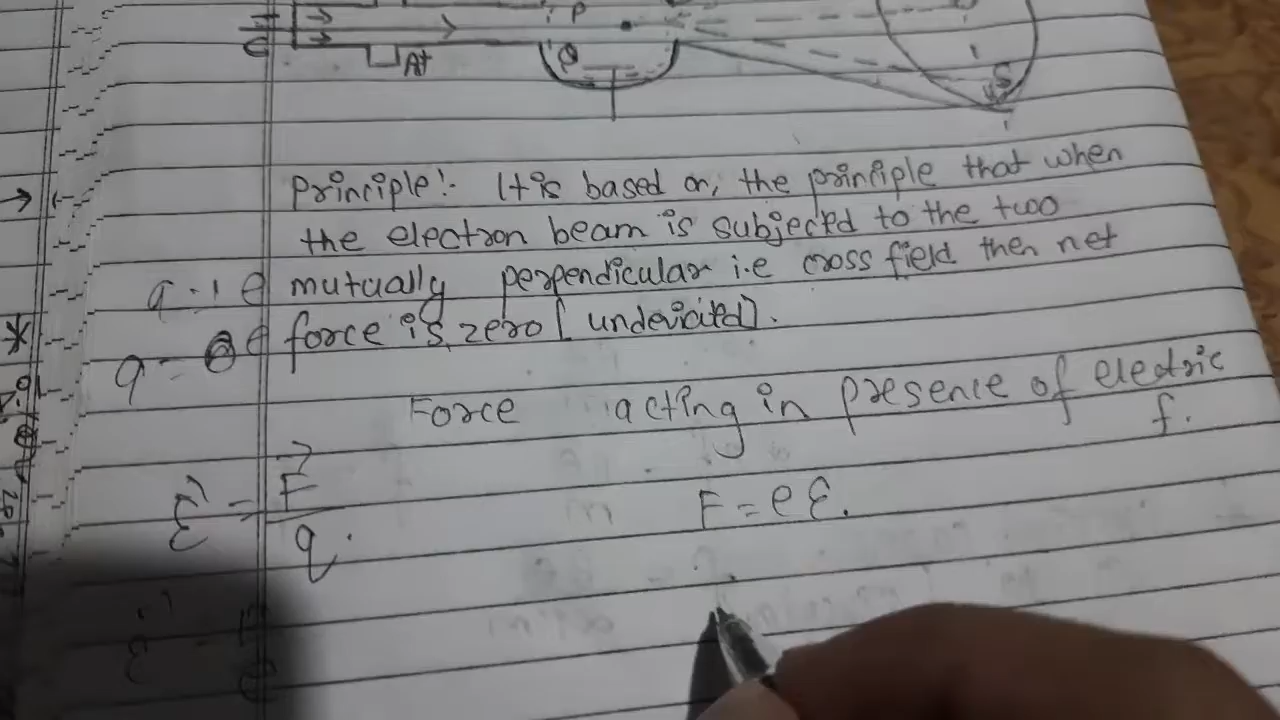 P
C
At
Q
S
principle:- It is based on, the principle that when
the electron beam is subjected to the two
mutually perpendicular i.e cross field then net
force is zero [undeviated].
q = 1 e
q = e
Force acting in presence of electric
f.
ε = F / q.
F = eε.
ε = F / e